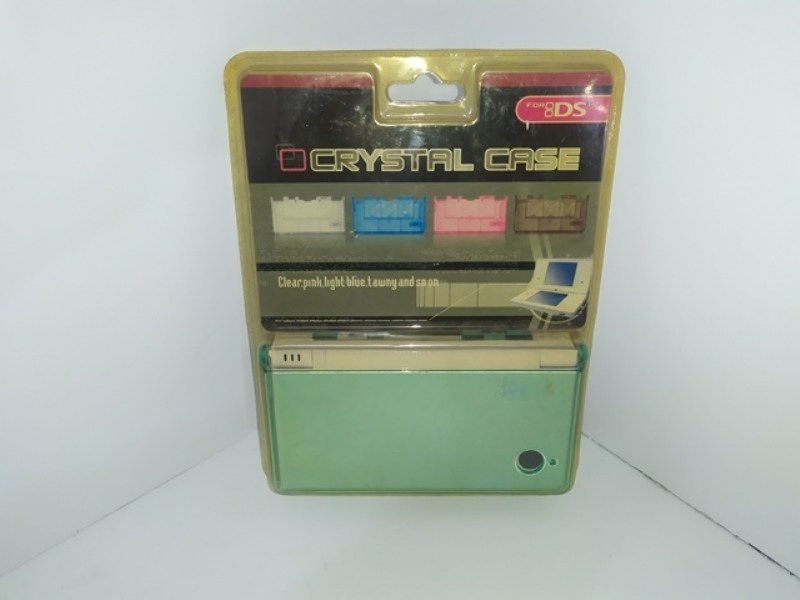 FOR DS
CRYSTAL CASE
Clear,pink,light blue,tawny and so on